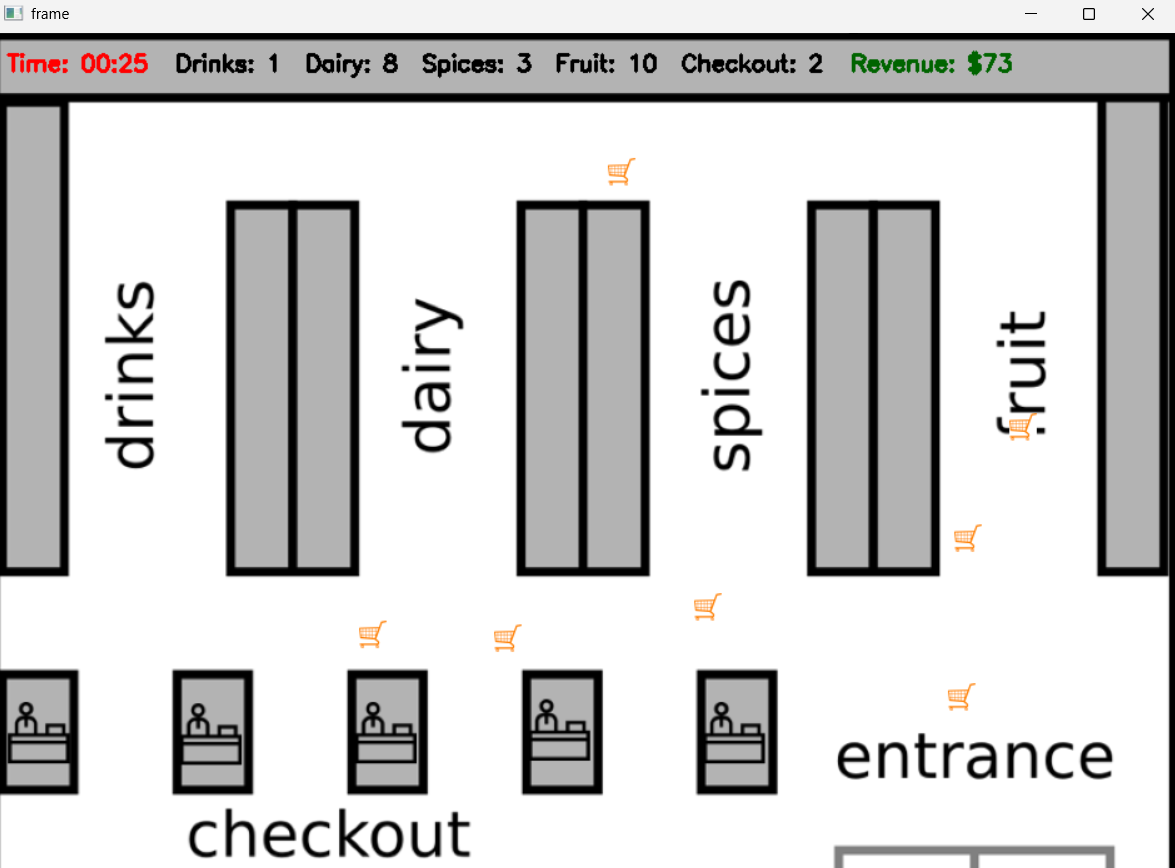 frame
Time: 00:25 Drinks: 1 Dairy: 8 Spices: 3 Fruit: 10 Checkout: 2 Revenue: $73
drinks
dairy
spices
fruit
entrance
checkout